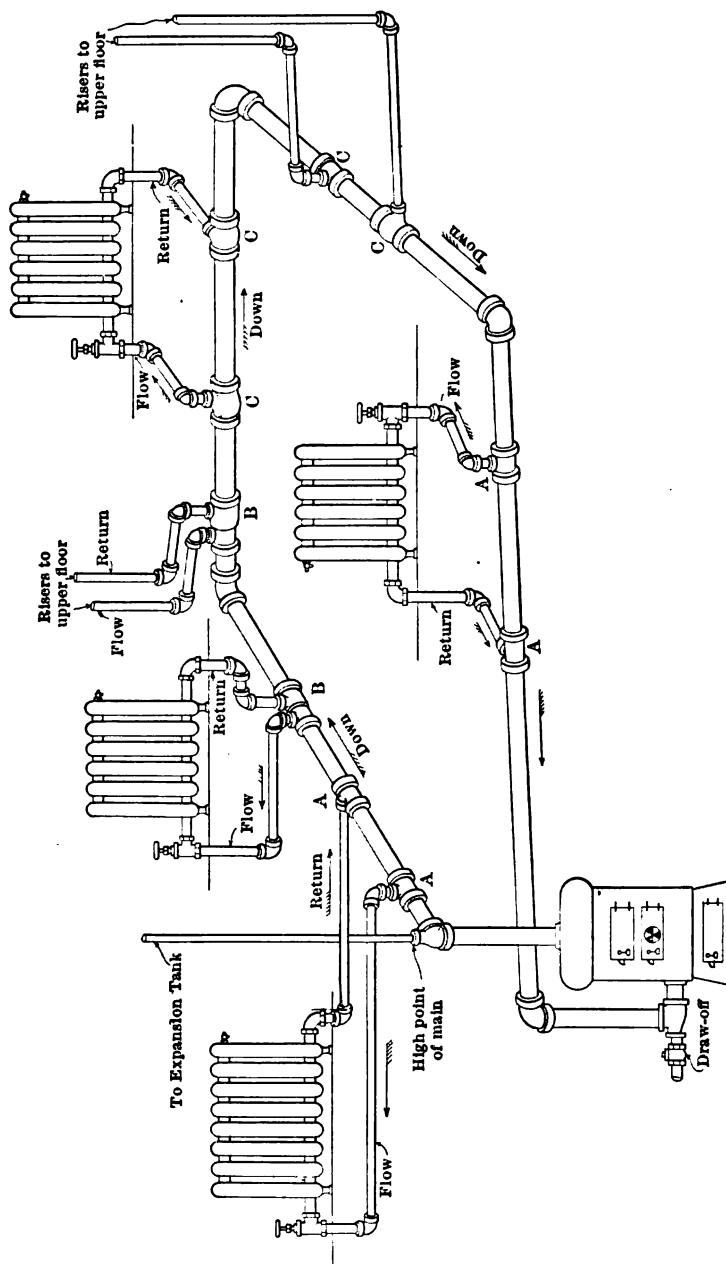 Risers to
upper floor
Return
C
Flow
C
Down
C
C
Down
Risers to
upper floor
Return
Flow
B
Flow
A
Return
A
Return
B
Flow
Down
A
Return
A
To Expansion Tank
High point
of main
Flow
Draw-off